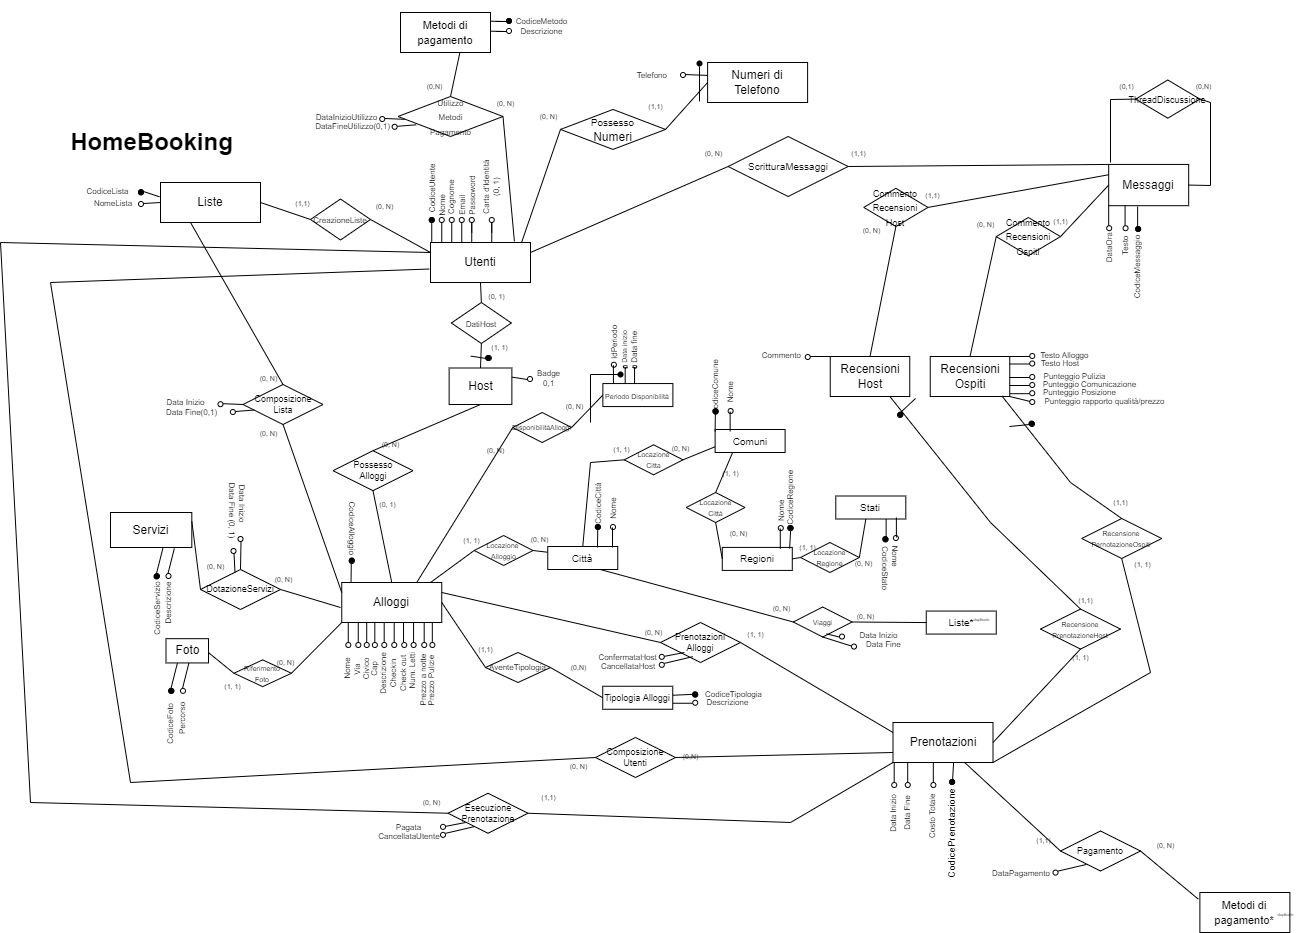 HomeBooking
Metodi di
pagamento
CodiceMetodo
Descrizione
(0,N)
Utilizzo
Metodi
Pagamento
(0, N)
DataInizioUtilizzo
DataFineUtilizzo(0,1)
Telefono
Numeri di
Telefono
(1,1)
Possesso
Numeri
(0, N)
(0, N)
ScritturaMessaggi
(1,1)
(0,1)
(0,N)
ThreadDiscussione
Messaggi
DataOra
Testo
CodiceMessaggio
Commento
Recensioni
Host
(1,1)
(0, N)
Commento
Recensioni
Ospiti
(1,1)
(0, N)
CodiceLista
NomeLista
Liste
(1,1)
CreazioneListe
(0, N)
CodiceUtente
Nome
Cognome
Email
Password
Carta d'Identità
(0, 1)
Utenti
(0, 1)
DatiHost
(1, 1)
Host
Badge
0,1
IdPeriodo
Data inizio
Data fine
Periodo Disponibilità
(0, N)
DisponibilitàAlloggi
(0, N)
Commento
Recensioni
Host
Recensioni
Ospiti
Testo Alloggo
Testo Host
Punteggio Pulizia
Punteggio Comunicazione
Punteggio Posizione
Punteggio rapporto qualità/prezzo
(0, N)
Composizione
Lista
Data Inizio
Data Fine(0,1)
(0, N)
(0, N)
Possesso
Alloggi
(0, 1)
CodiceComune
Nome
Comuni
(1, 1)
Locazione
Città
(0, N)
(1, 1)
Locazione
Città
(0, N)
Nome
CodiceRegione
Regioni
(1, 1)
Locazione
Regione
(0, N)
Stati
CodiceStato
Nome
CodiceCittà
Nome
Città
(1, 1)
Locazione
Alloggio
(0, N)
Servizi
CodiceServizio
Descrizione
Data Fine (0, 1)
Data Inizo
(0, N)
DotazioneServizi
(0, N)
CodiceAlloggio
Alloggi
Nome
Via
Civico
Cap
Descrizione
Checkin
Check out
Num. Letti
Prezzo a notte
Prezzo Pulizie
Foto
CodiceFoto
Percorso
(1, 1)
Riferimento
Foto
(0, N)
(1,1)
AventeTipologia
(0,N)
Tipologia Alloggi
CodiceTipologia
Descrizione
(0, N)
Prenotazioni
Alloggi
(1, 1)
ConfermataHost
CancellataHost
(0, N)
Viaggi
(0, N)
Data Inizio
Data Fine
Liste*
(1,1)
Recensione
PernotazioneOspiti
(1, 1)
(1,1)
Recensione
PrenotazioneHost
(1, 1)
Prenotazioni
Data Inizio
Data Fine
Costo Totale
CodicePrenotazione
(0, N)
Composizione
Utenti
(0, N)
(0, N)
Esecuzione
Prenotazione
(1,1)
Pagata
CancellataUtente
(1,1)
Pagamento
(0, N)
DataPagamento
Metodi di
pagamento*